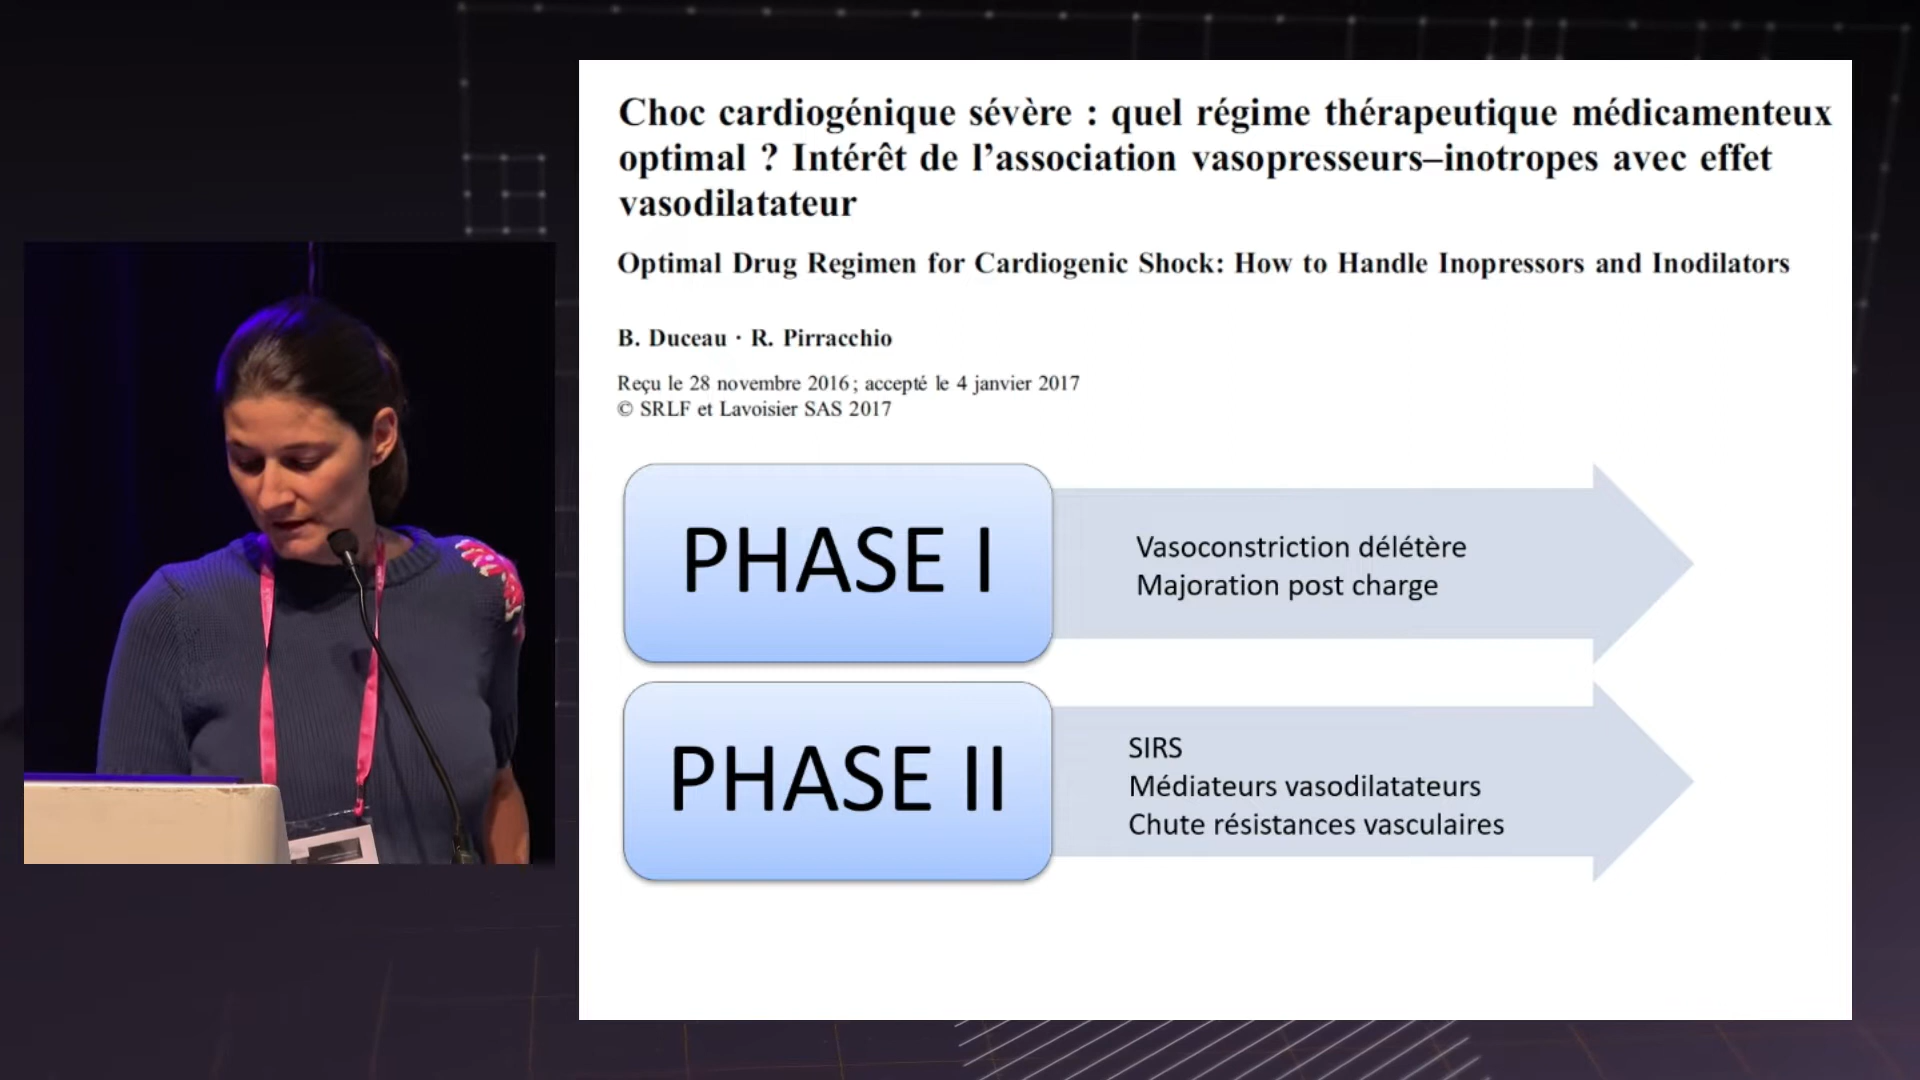 Choc cardiogénique sévère : quel régime thérapeutique médicamenteux
optimal ? Intérêt de l’association vasopresseurs–inotropes avec effet
vasodilatateur
Optimal Drug Regimen for Cardiogenic Shock: How to Handle Inopressors and Inodilators
B. Duceau · R. Pirracchio
Reçu le 28 novembre 2016 ; accepté le 4 janvier 2017
© SRLF et Lavoisier SAS 2017
PHASE I
Vasoconstriction délétère
Majoration post charge
PHASE II
SIRS
Médiateurs vasodilatateurs
Chute résistances vasculaires